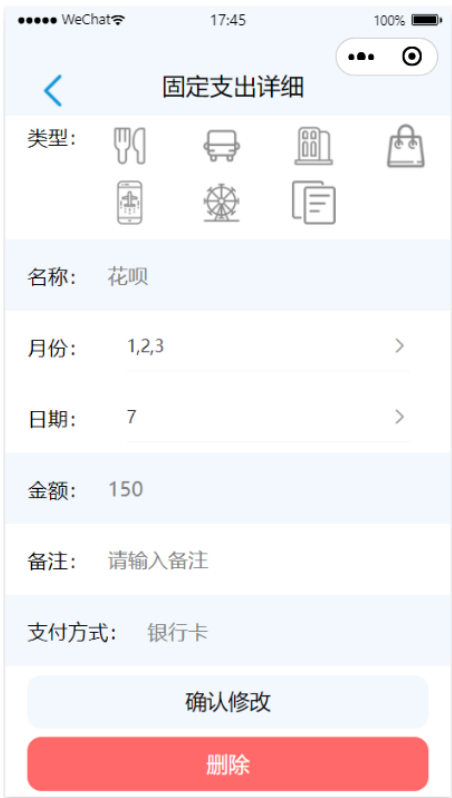 WeChat 17:45 100%
固定支出详细
类型：
名称： 花呗
月份： 1,2,3
日期： 7
金额： 150
备注： 请输入备注
支付方式： 银行卡
确认修改
删除